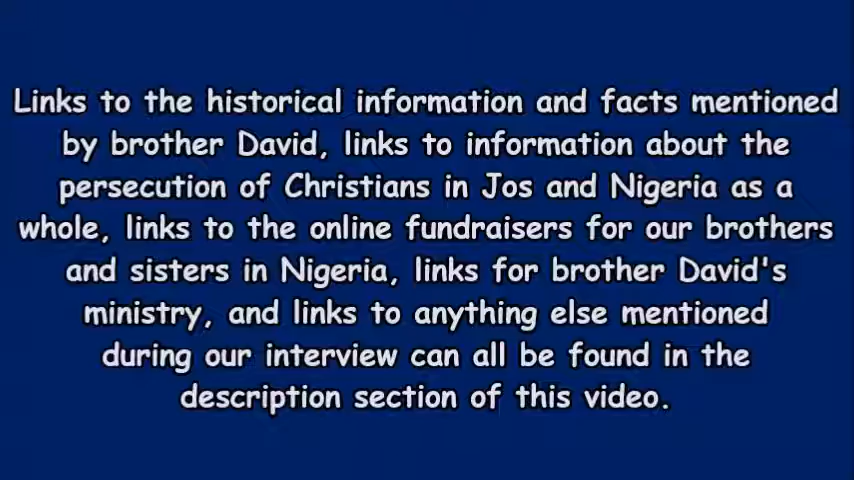 Links to the historical information and facts mentioned
by brother David, links to information about the
persecution of Christians in Jos and Nigeria as a
whole, links to the online fundraisers for our brothers
and sisters in Nigeria, links for brother David's
ministry, and links to anything else mentioned
during our interview can all be found in the
description section of this video.